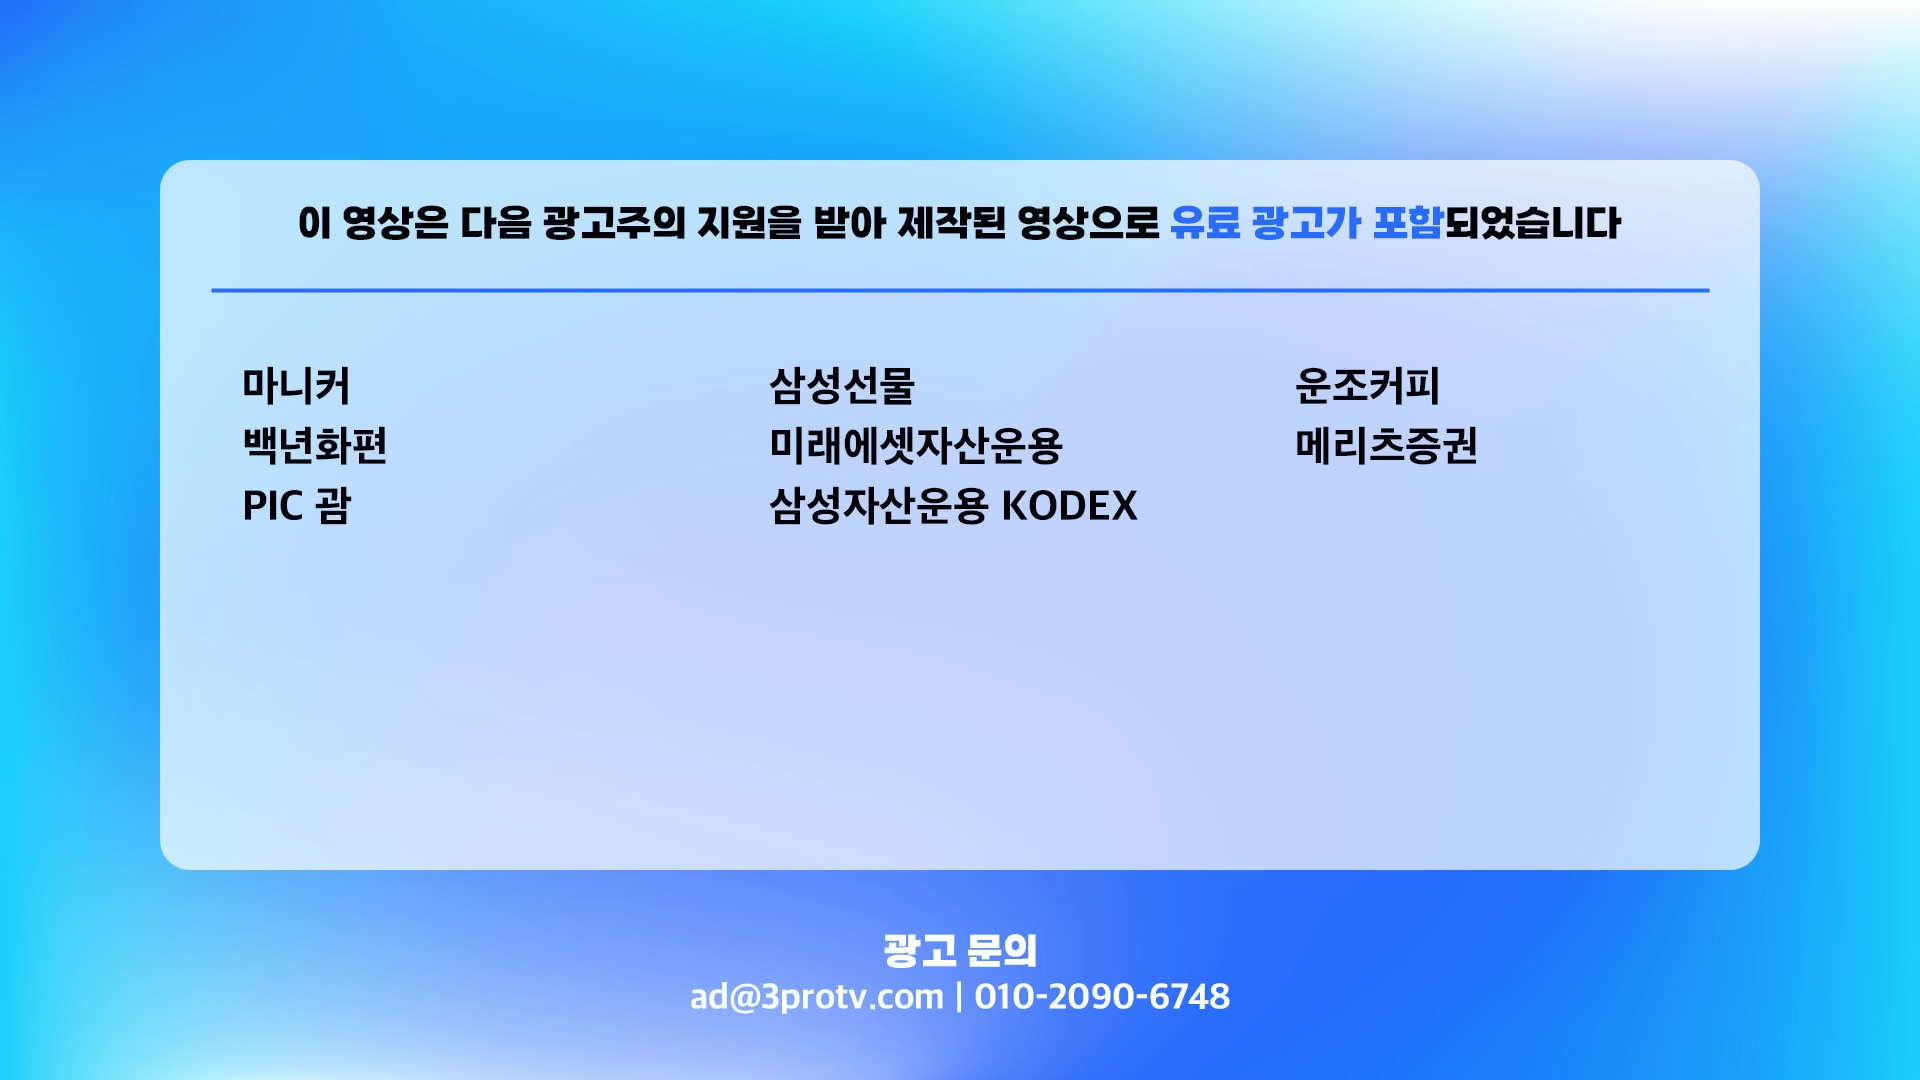 이 영상은 다음 광고주의 지원을 받아 제작된 영상으로 유료 광고가 포함되었습니다
마니커
백년화편
PIC 괌
삼성선물
미래에셋자산운용
삼성자산운용 KODEX
운조커피
메리츠증권
광고 문의
ad@3protv.com | 010-2090-6748